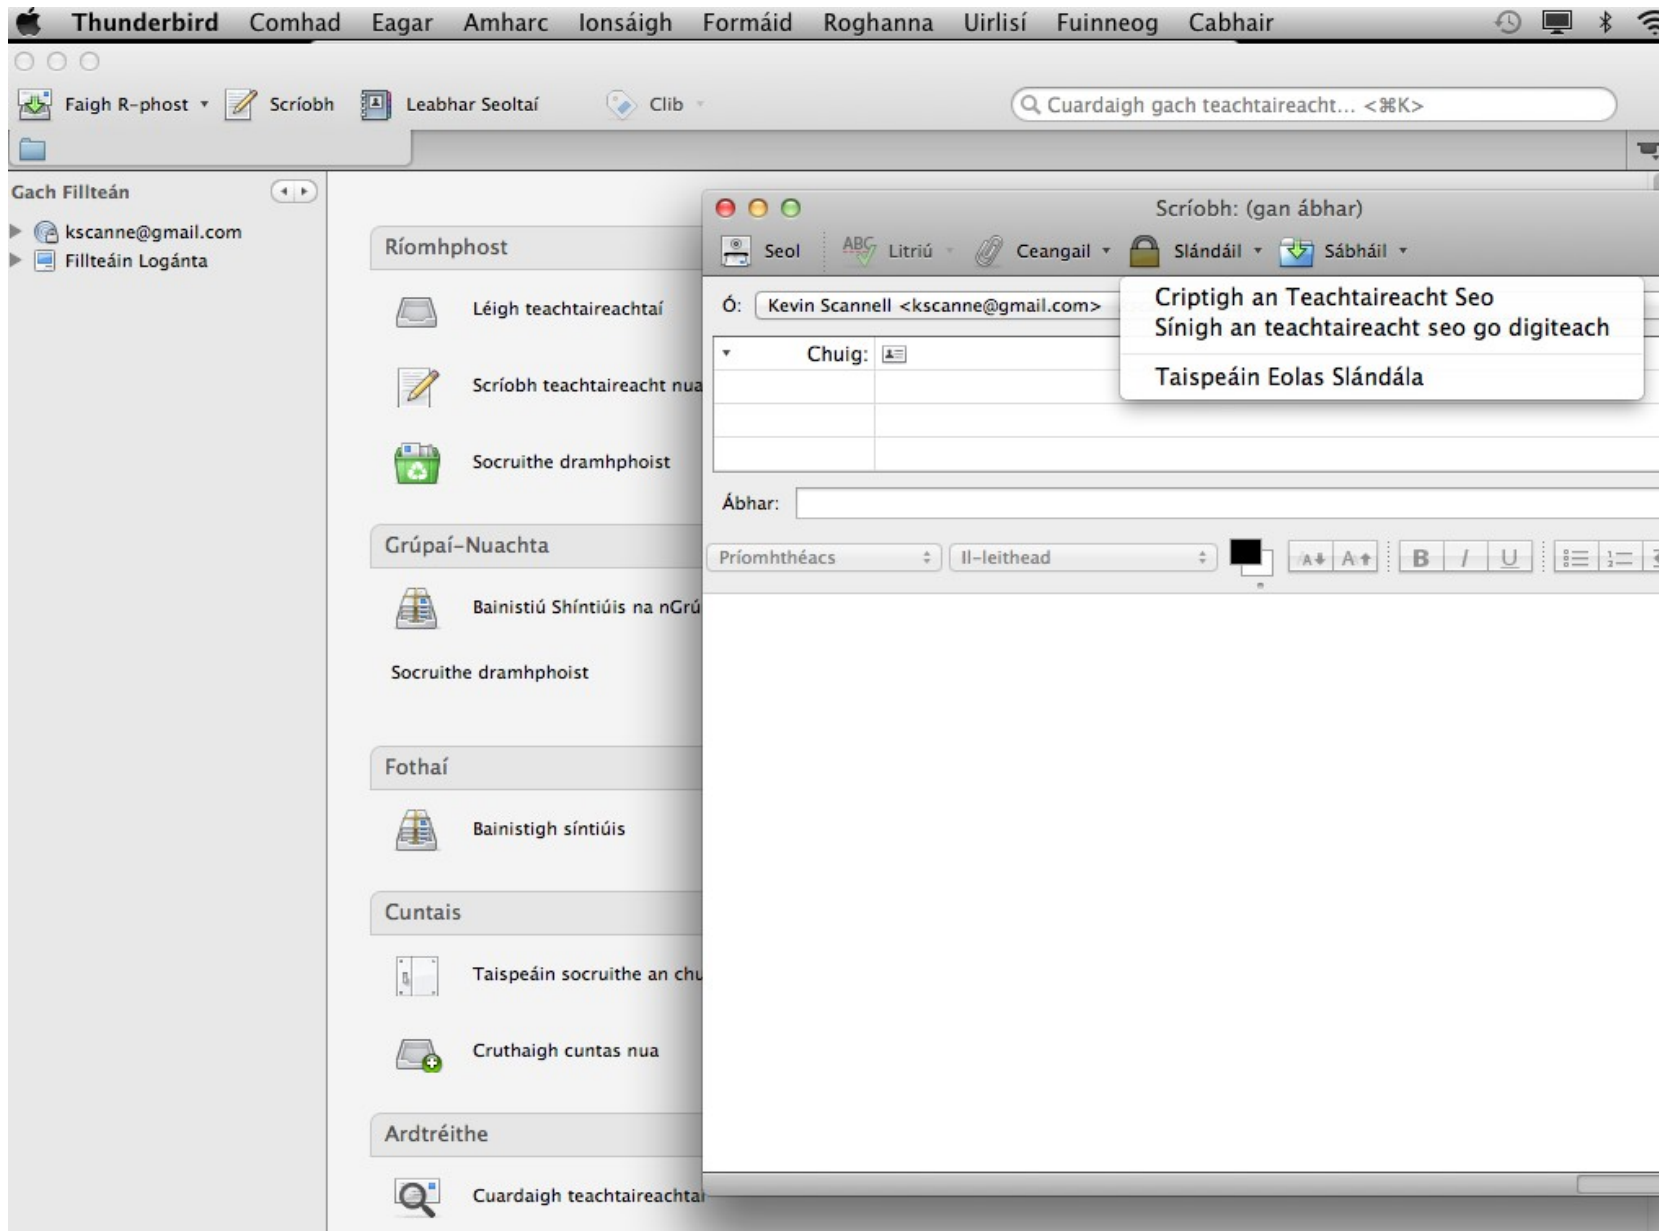 Thunderbird Comhad Eagar Amharc Ionsáigh Formáid Roghanna Uirlisí Fuinneog Cabhair
Faigh R-phost Scríobh Leabhar Seoltaí Clib Cuardaigh gach teachtaireacht... <⌘K>
Gach Fillteán
kscanne@gmail.com
Fillteáin Logánta
Ríomhphost
Léigh teachtaireachtaí
Scríobh teachtaireacht nua
Socruithe dramhphoist
Grúpaí-Nuachta
Bainistiú Shíntiúis na nGrú
Socruithe dramhphoist
Fothaí
Bainistigh síntiúis
Cuntais
Taispeáin socruithe an chu
Cruthaigh cuntas nua
Ardtréithe
Cuardaigh teachtaireachtaí
Scríobh: (gan ábhar)
Seol Litriú Ceangail Slándáil Sábháil
Ó: Kevin Scannell <kscanne@gmail.com>
Criptigh an Teachtaireacht Seo
Sínigh an teachtaireacht seo go digiteach
Taispeáin Eolas Slándála
Chuig:
Ábhar:
Príomhthéacs Il-leithead A A B I U